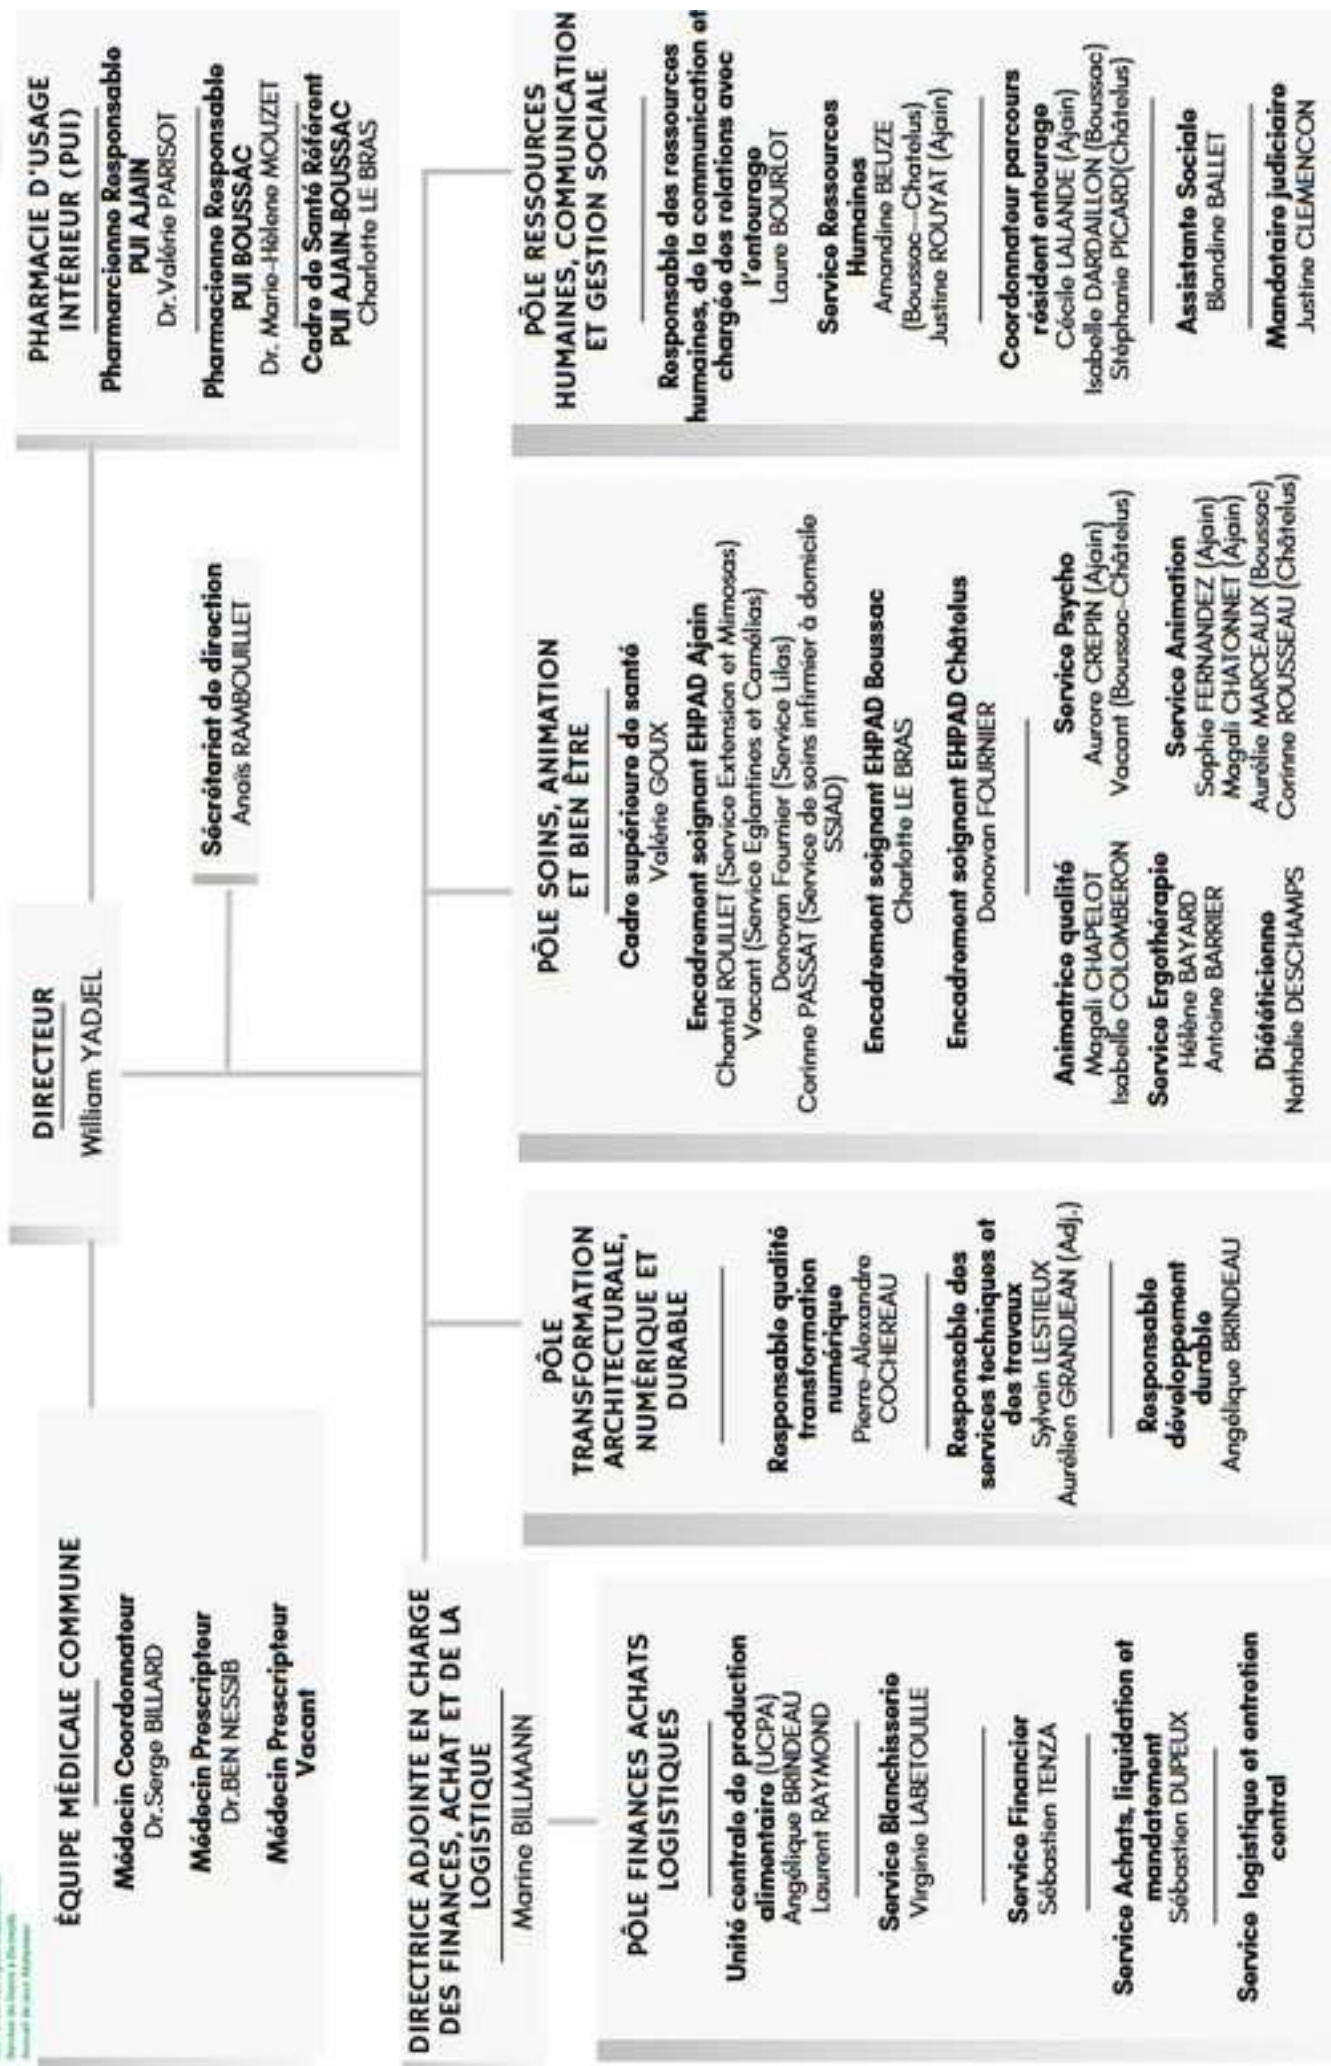 DIRECTEUR
William YADJEL
Sécrétariat de direction
Anaïs RAMBOUILLET
ÉQUIPE MÉDICALE COMMUNE
Médecin Coordonnateur
Dr.Serge BILLARD
Médecin Prescripteur
Dr.BEN NESSIB
Médecin Prescripteur
Vacant
PHARMACIE D'USAGE
INTÉRIEUR (PUI)
Pharmarcienne Responsable
PUI AJAIN
Dr.Valérie PARISOT
Pharmacienne Responsable
PUI BOUSSAC
Dr. Marie-Hélene MOUZET
Cadre de Santé Référent
PUI AJAIN-BOUSSAC
Charlotte LE BRAS
DIRECTRICE ADJOINTE EN CHARGE
DES FINANCES, ACHAT ET DE LA
LOGISTIQUE
Marine BILLMANN
PÔLE FINANCES ACHATS
LOGISTIQUES
Unité centrale de production
alimentaire (UCPA)
Angélique BRINDEAU
Laurent RAYMOND
Service Blanchisserie
Virginie LABETOULLE
Service Financier
Sébastien TENZA
Service Achats, liquidation et
mandatement
Sébastien DUPEUX
Service logistique et entretien
central
PÔLE
TRANSFORMATION
ARCHITECTURALE,
NUMÉRIQUE ET
DURABLE
Responsable qualité
transformation
numérique
Pierre-Alexandre
COCHEREAU
Responsable des
services techniques et
des travaux
Sylvain LESTIEUX
Aurélien GRANDJEAN (Adj.)
Responsable
développement
durable
Angélique BRINDEAU
PÔLE SOINS, ANIMATION
ET BIEN ÊTRE
Cadre supérieure de santé
Valérie GOUX
Encadrement soignant EHPAD Ajain
Chantal ROULLET (Service Extension et Mimosas)
Vacant (Service Eglantines et Camélias)
Donovan Fournier (Service Lilas)
Corinne PASSAT (Service de soins infirmier à domicile
SSIAD)
Encadrement soignant EHPAD Boussac
Charlotte LE BRAS
Encadrement soignant EHPAD Châtelus
Donovan FOURNIER
Animatrice qualité
Magali CHAPELOT
Isabelle COLOMBERON
Service Ergothérapie
Hélène BAYARD
Antoine BARRIER
Diététicienne
Nathalie DESCHAMPS
Service Psycho
Aurore CREPIN (Ajain)
Vacant (Boussac-Châtelus)
Service Animation
Sophie FERNANDEZ (Ajain)
Magali CHATONNET (Ajain)
Aurélie MARCEAUX (Boussac)
Corinne ROUSSEAU (Châtelus)
PÔLE RESSOURCES
HUMAINES, COMMUNICATION
ET GESTION SOCIALE
Responsable des ressources
humaines, de la communication et
chargée des relations avec
l'entourage
Laure BOURLOT
Service Ressources
Humaines
Amandine BEUZE
(Boussac--Chatelus)
Justine ROUYAT (Ajain)
Coordonnateur parcours
résident entourage
Cécile LALANDE (Ajain)
Isabelle DARDAILLON (Boussac)
Stéphanie PICARD(Châtelus)
Assistante Sociale
Blandine BALLET
Mandataire judiciaire
Justine CLEMENCON